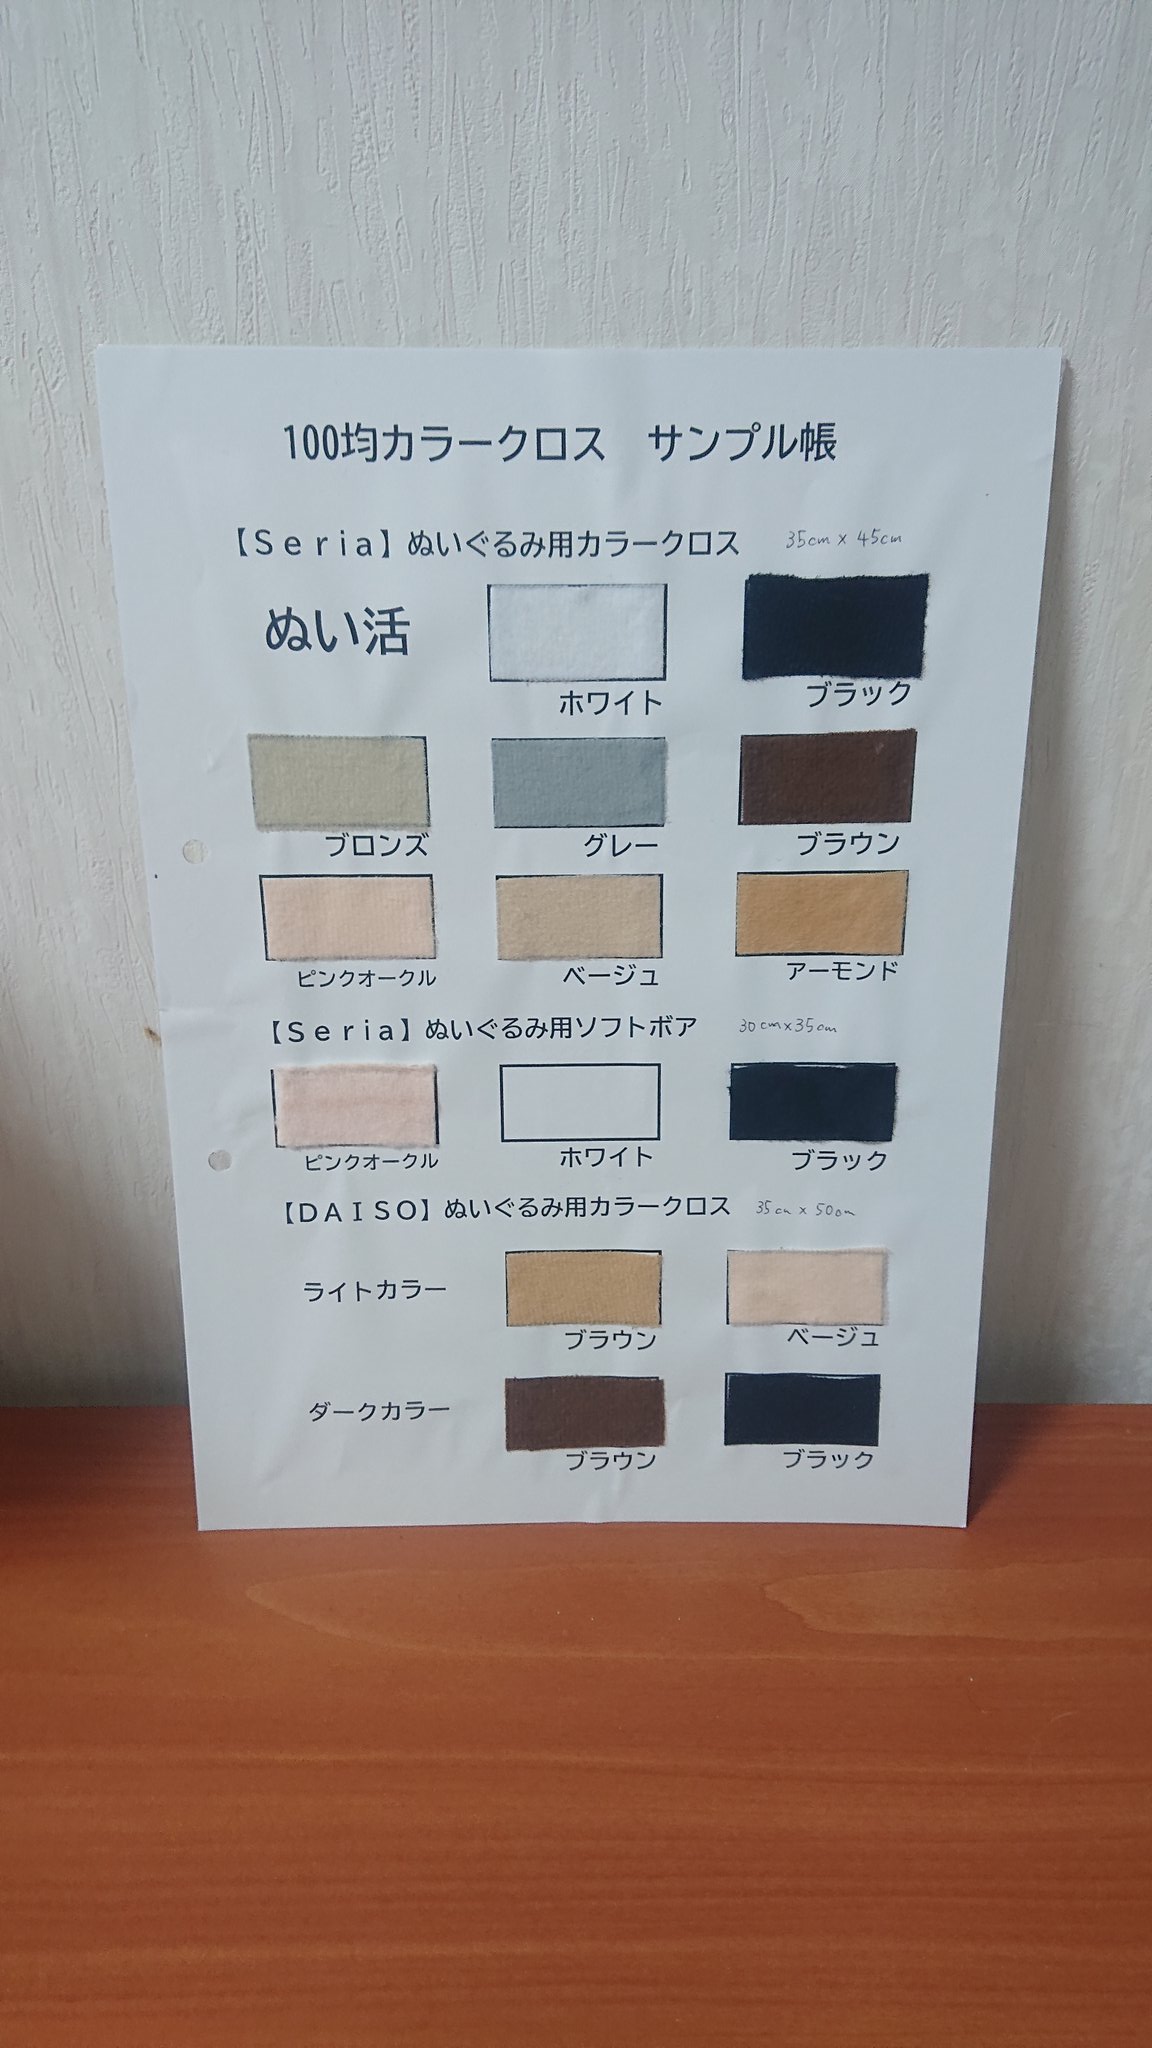 100均カラークロス　サンプル帳
【Seria】ぬいぐるみ用カラークロス 35cm×45cm
ぬい活
ホワイト ブラック
ブロンズ グレー ブラウン
ピンクオークル ベージュ アーモンド
【Seria】ぬいぐるみ用ソフトボア 30cm×35cm
ピンクオークル ホワイト ブラック
【DAISO】ぬいぐるみ用カラークロス 35cm×50cm
ライトカラー
ブラウン ベージュ
ダークカラー
ブラウン ブラック